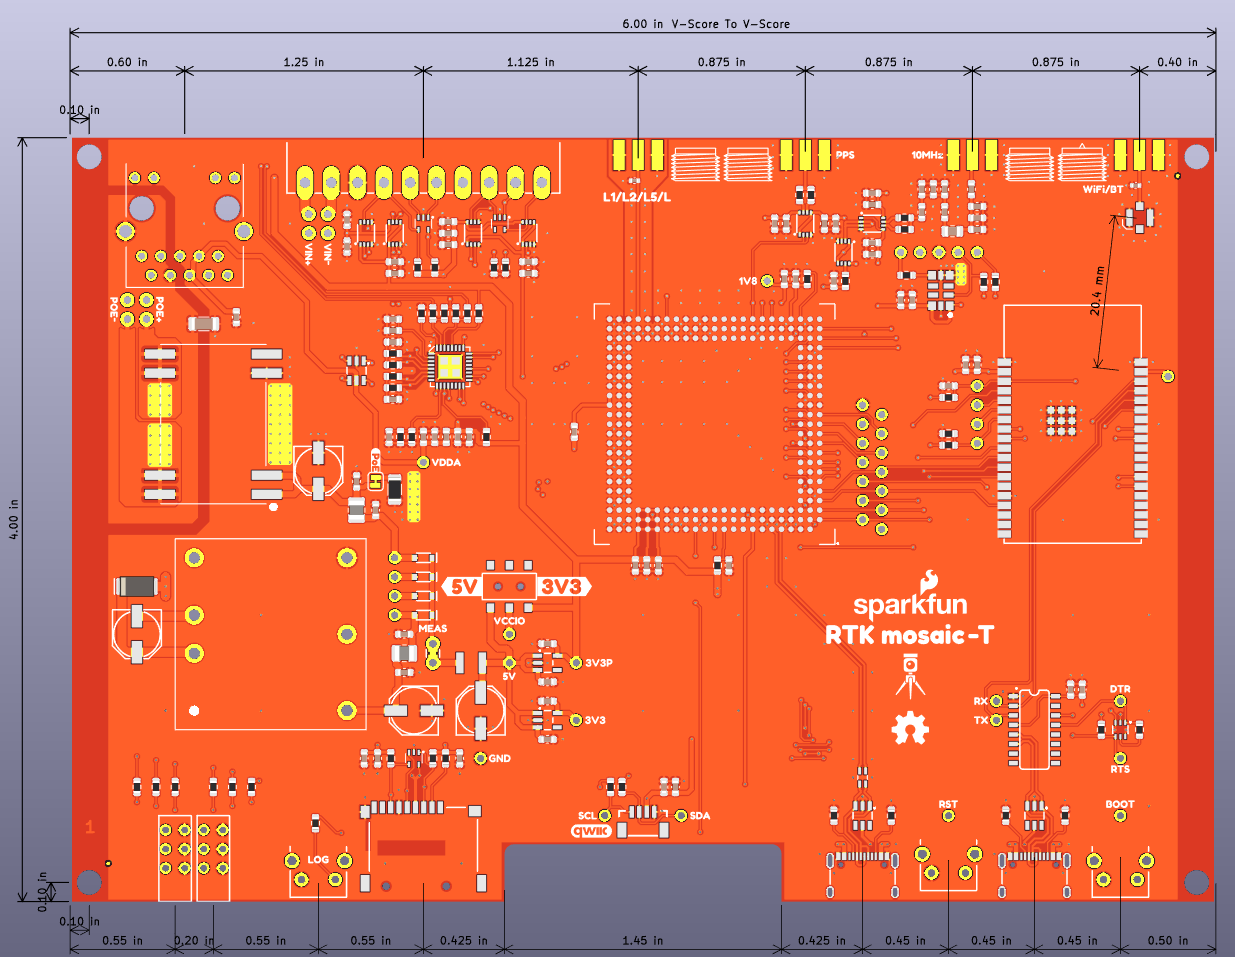 6.00 in V-Score To V-Score
0.60 in
1.25 in
1.125 in
0.875 in
0.875 in
0.875 in
0.40 in
0.10 in
PPS
10MHz
WiFi/BT
L1/L2/L5/L
VIN+
VIN-
1V8
POE-
POE+
20.4 mm
PoE
VDDA
4.00 in
5V
3V3
MEAS
VCCIO
5V
3V3P
3V3
GND
sparkfun
RTK mosaic-T
RX
TX
DTR
RTS
SCL
SDA
qwiic
RST
BOOT
1
LOG
0.10 in
0.10 in
0.55 in
0.20 in
0.55 in
0.55 in
0.425 in
1.45 in
0.425 in
0.45 in
0.45 in
0.45 in
0.50 in